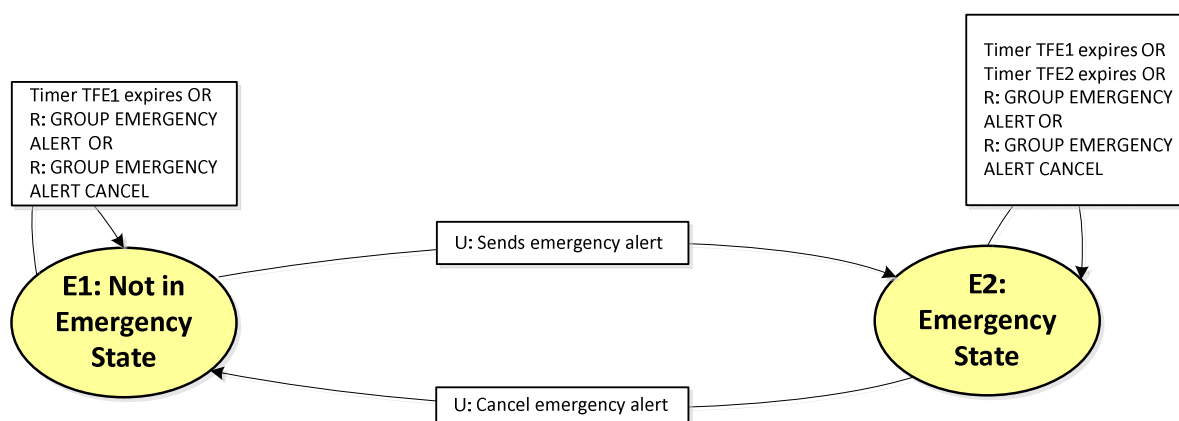 Timer TFE1 expires OR
R: GROUP EMERGENCY
ALERT OR
R: GROUP EMERGENCY
ALERT CANCEL
Timer TFE1 expires OR
Timer TFE2 expires OR
R: GROUP EMERGENCY
ALERT OR
R: GROUP EMERGENCY
ALERT CANCEL
U: Sends emergency alert
E1: Not in
Emergency
State
E2:
Emergency
State
U: Cancel emergency alert